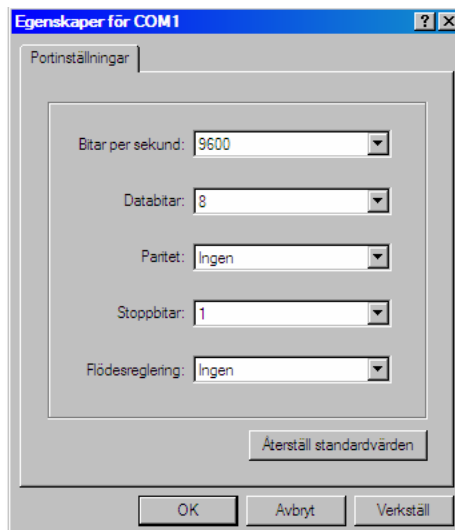 Egenskaper för COM1
Portinställningar
Bitar per sekund: 9600
Databitar: 8
Paritet: Ingen
Stoppbitar: 1
Flödesreglering: Ingen
Återställ standardvärden
OK Avbryt Verkställ